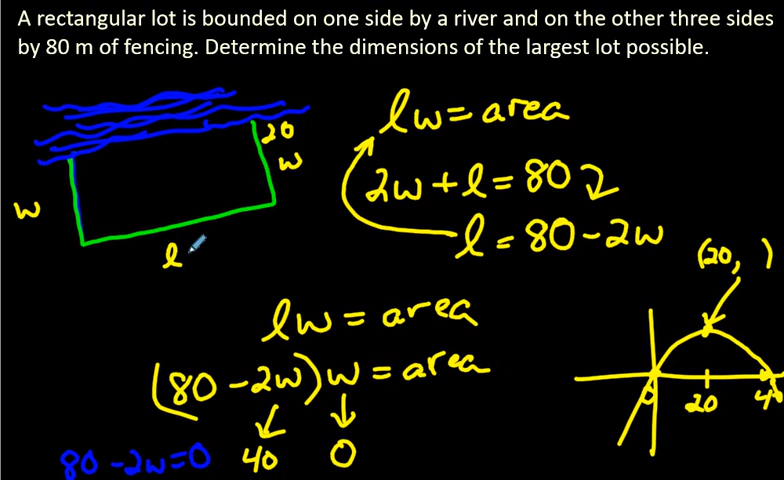 A rectangular lot is bounded on one side by a river and on the other three sides
by 80 m of fencing. Determine the dimensions of the largest lot possible.
lw = area
20
w
2w + l = 80
w
l = 80 - 2w
l
(20, )
lw = area
(80 - 2w) w = area
0 20 40
80 - 2w = 0 40 0